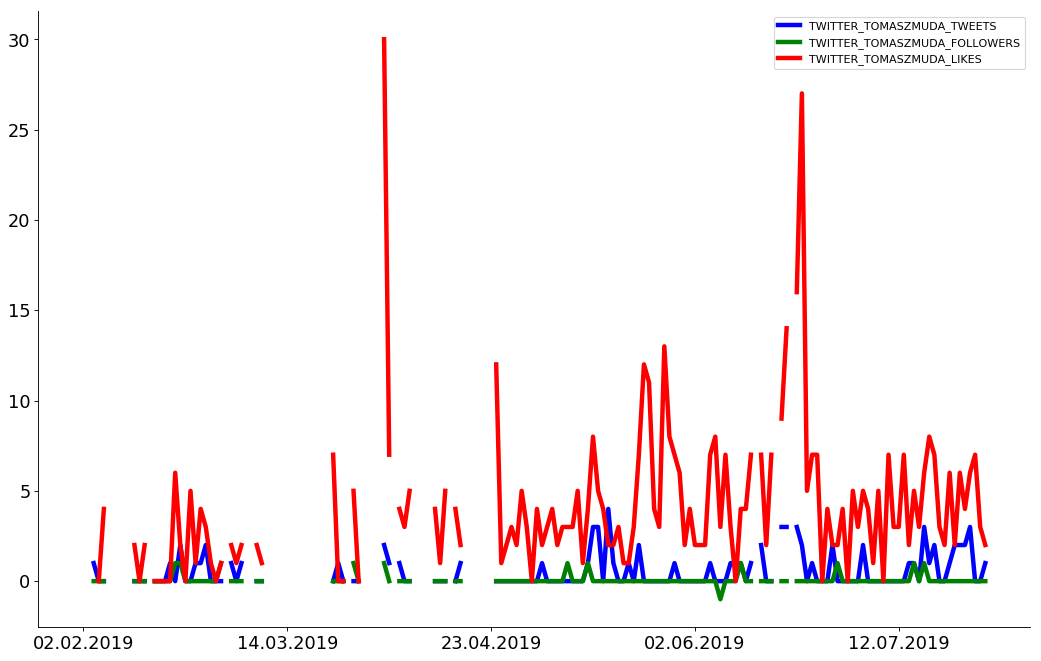 TWITTER_TOMASZMUDA_TWEETS
TWITTER_TOMASZMUDA_FOLLOWERS
TWITTER_TOMASZMUDA_LIKES
30
25
20
15
10
5
0
02.02.2019 14.03.2019 23.04.2019 02.06.2019 12.07.2019